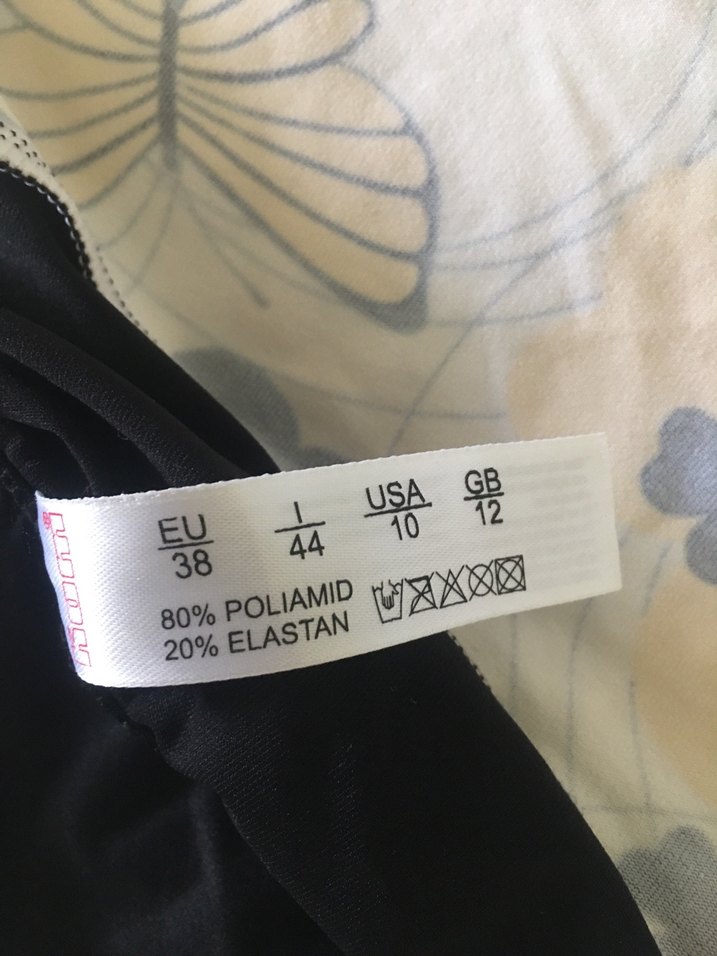 EU I USA GB
38 44 10 12
80% POLIAMID
20% ELASTAN